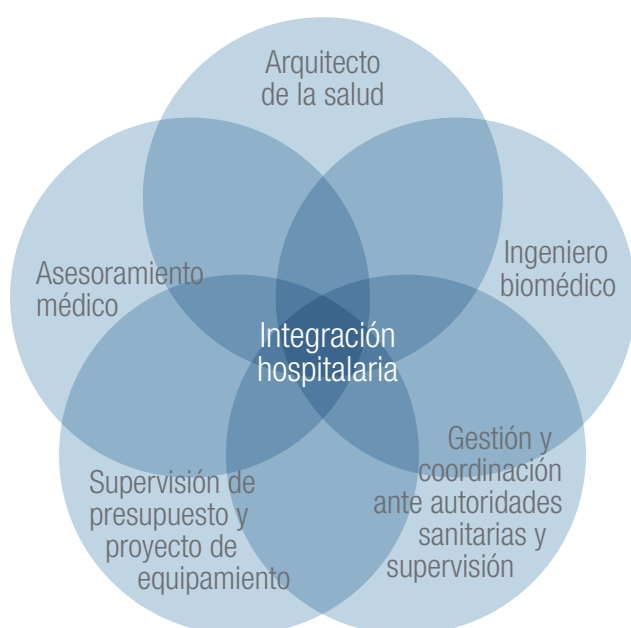 Arquitecto
de la salud
Asesoramiento
médico
Ingeniero
biomédico
Integración
hospitalaria
Supervisión de
presupuesto y
proyecto de
equipamiento
Gestión y
coordinación
ante autoridades
sanitarias y
supervisión